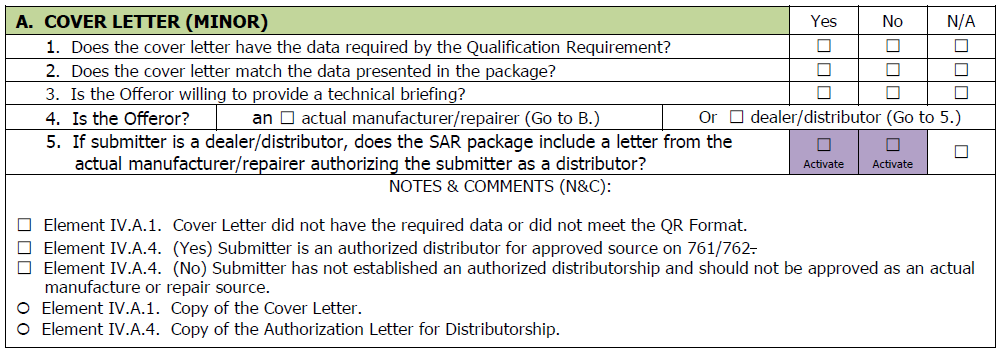 A. COVER LETTER (MINOR) Yes No N/A
1. Does the cover letter have the data required by the Qualification Requirement? ☐ ☐ ☐
2. Does the cover letter match the data presented in the package? ☐ ☐ ☐
3. Is the Offeror willing to provide a technical briefing? ☐ ☐ ☐
4. Is the Offeror? an ☐ actual manufacturer/repairer (Go to B.) Or ☐ dealer/distributor (Go to 5.)
5. If submitter is a dealer/distributor, does the SAR package include a letter from the
actual manufacturer/repairer authorizing the submitter as a distributor? ☐ Activate ☐ Activate ☐
NOTES & COMMENTS (N&C):
☐ Element IV.A.1. Cover Letter did not have the required data or did not meet the QR Format.
☐ Element IV.A.4. (Yes) Submitter is an authorized distributor for approved source on 761/762.
☐ Element IV.A.4. (No) Submitter has not established an authorized distributorship and should not be approved as an actual
manufacture or repair source.
○ Element IV.A.1. Copy of the Cover Letter.
○ Element IV.A.4. Copy of the Authorization Letter for Distributorship.